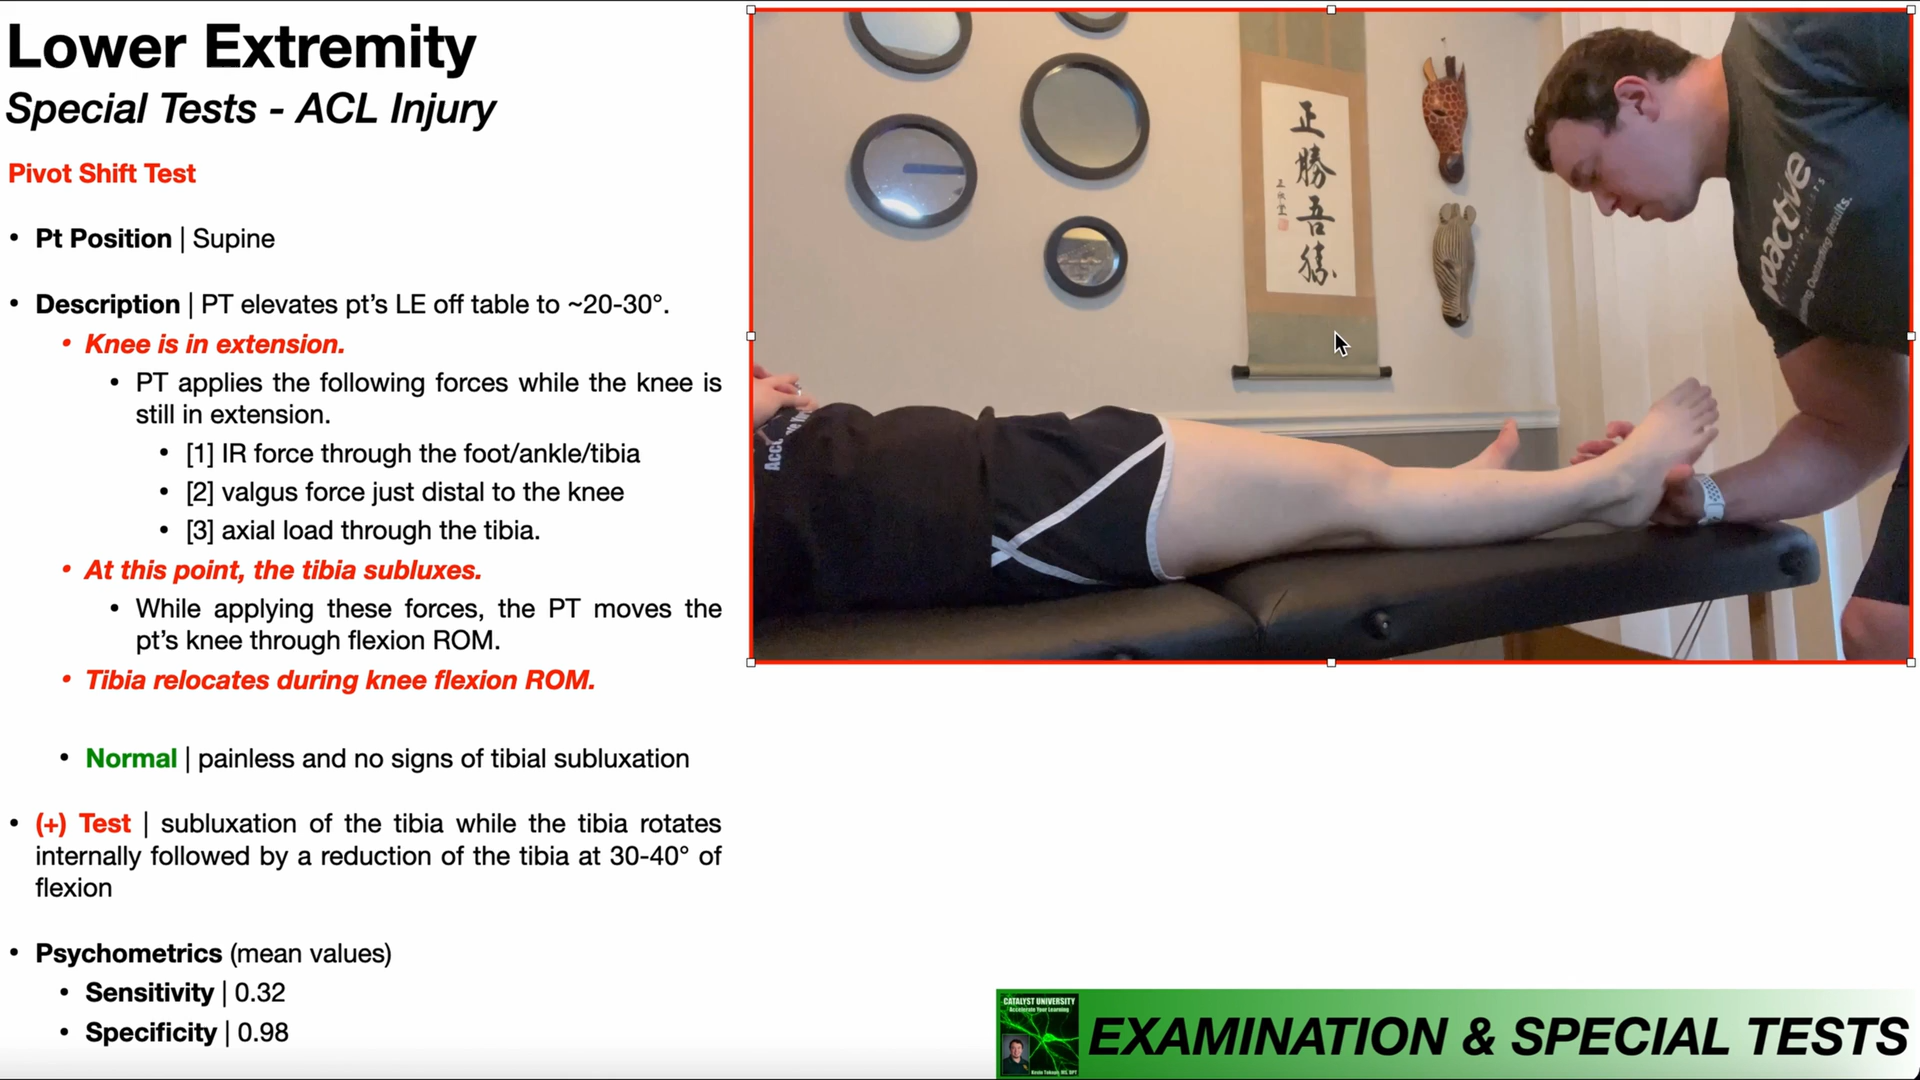 Lower Extremity
Special Tests - ACL Injury
Pivot Shift Test
• Pt Position | Supine
• Description | PT elevates pt's LE off table to ~20-30°.
• Knee is in extension.
• PT applies the following forces while the knee is
still in extension.
• [1] IR force through the foot/ankle/tibia
• [2] valgus force just distal to the knee
• [3] axial load through the tibia.
• At this point, the tibia subluxes.
• While applying these forces, the PT moves the
pt's knee through flexion ROM.
• Tibia relocates during knee flexion ROM.
• Normal | painless and no signs of tibial subluxation
• (+) Test | subluxation of the tibia while the tibia rotates
internally followed by a reduction of the tibia at 30-40° of
flexion
• Psychometrics (mean values)
• Sensitivity | 0.32
• Specificity | 0.98
正勝吾勝
CATALYST UNIVERSITY
Accelerate Your Learning
EXAMINATION & SPECIAL TESTS